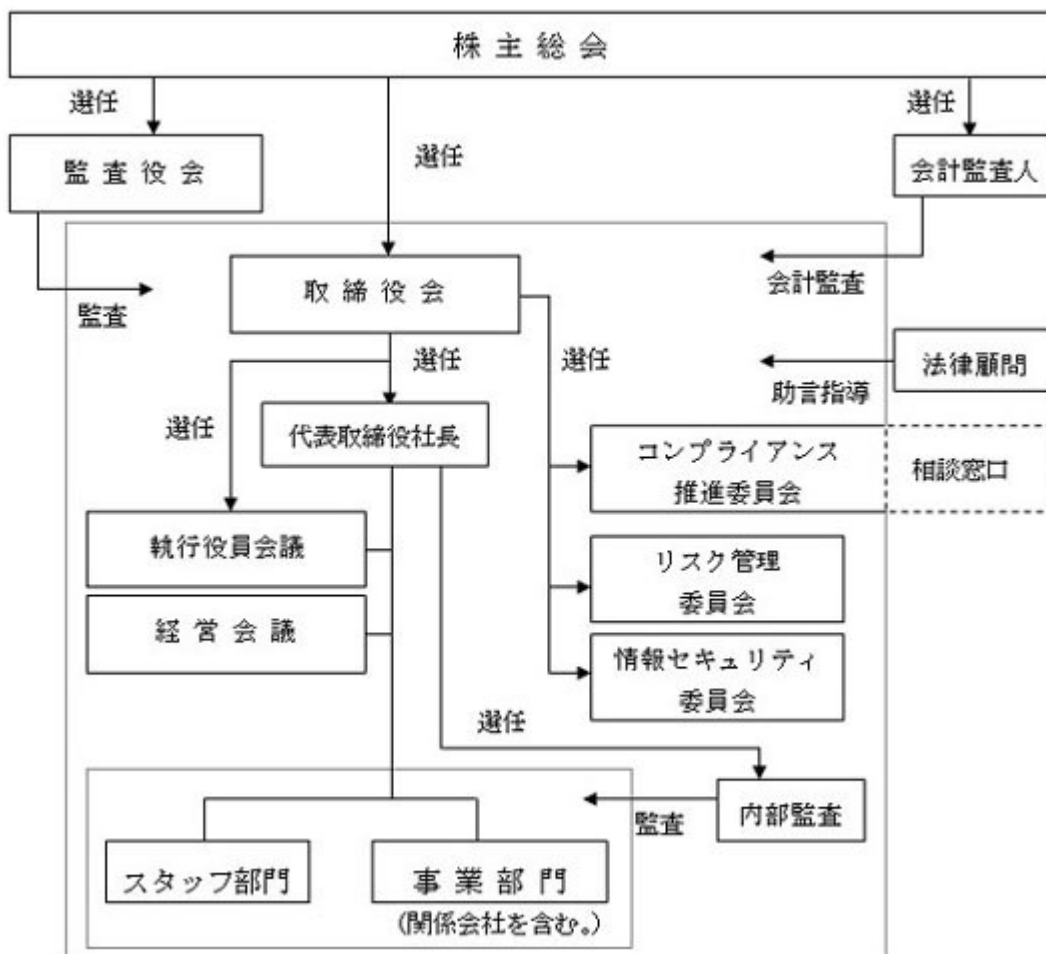 株主総会
選任
選任
選任
監査役会
会計監査人
取締役会
会計監査
監査
選任
選任
法律顧問
助言指導
選任
代表取締役社長
コンプライアンス
推進委員会
相談窓口
執行役員会議
リスク管理
委員会
経営会議
情報セキュリティ
委員会
選任
内部監査
監査
スタッフ部門
事業部門
(関係会社を含む。)